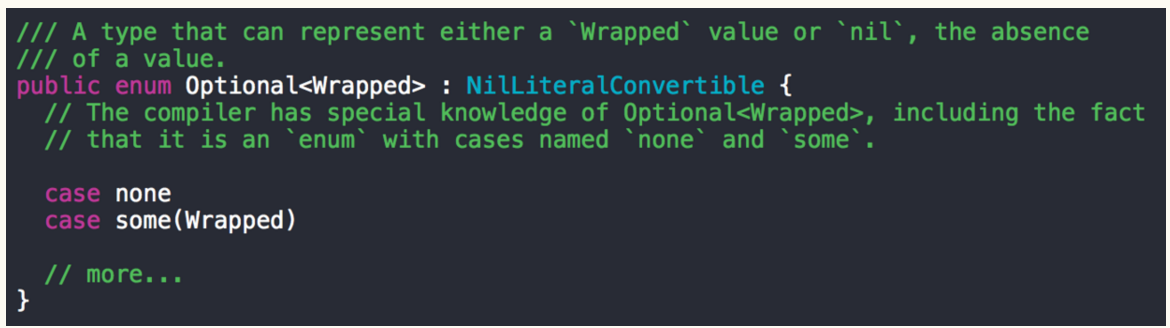 /// A type that can represent either a `Wrapped` value or `nil`, the absence
/// of a value.
public enum Optional<Wrapped> : NilLiteralConvertible {
  // The compiler has special knowledge of Optional<Wrapped>, including the fact
  // that it is an `enum` with cases named `none` and `some`.

  case none
  case some(Wrapped)

  // more...
}